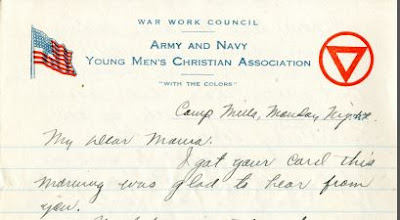 WAR WORK COUNCIL
ARMY AND NAVY
YOUNG MEN'S CHRISTIAN ASSOCIATION
"WITH THE COLORS"
Camp Mills, Monday Night.
My dear Mama:
I got your card this
morning was glad to hear from
you.